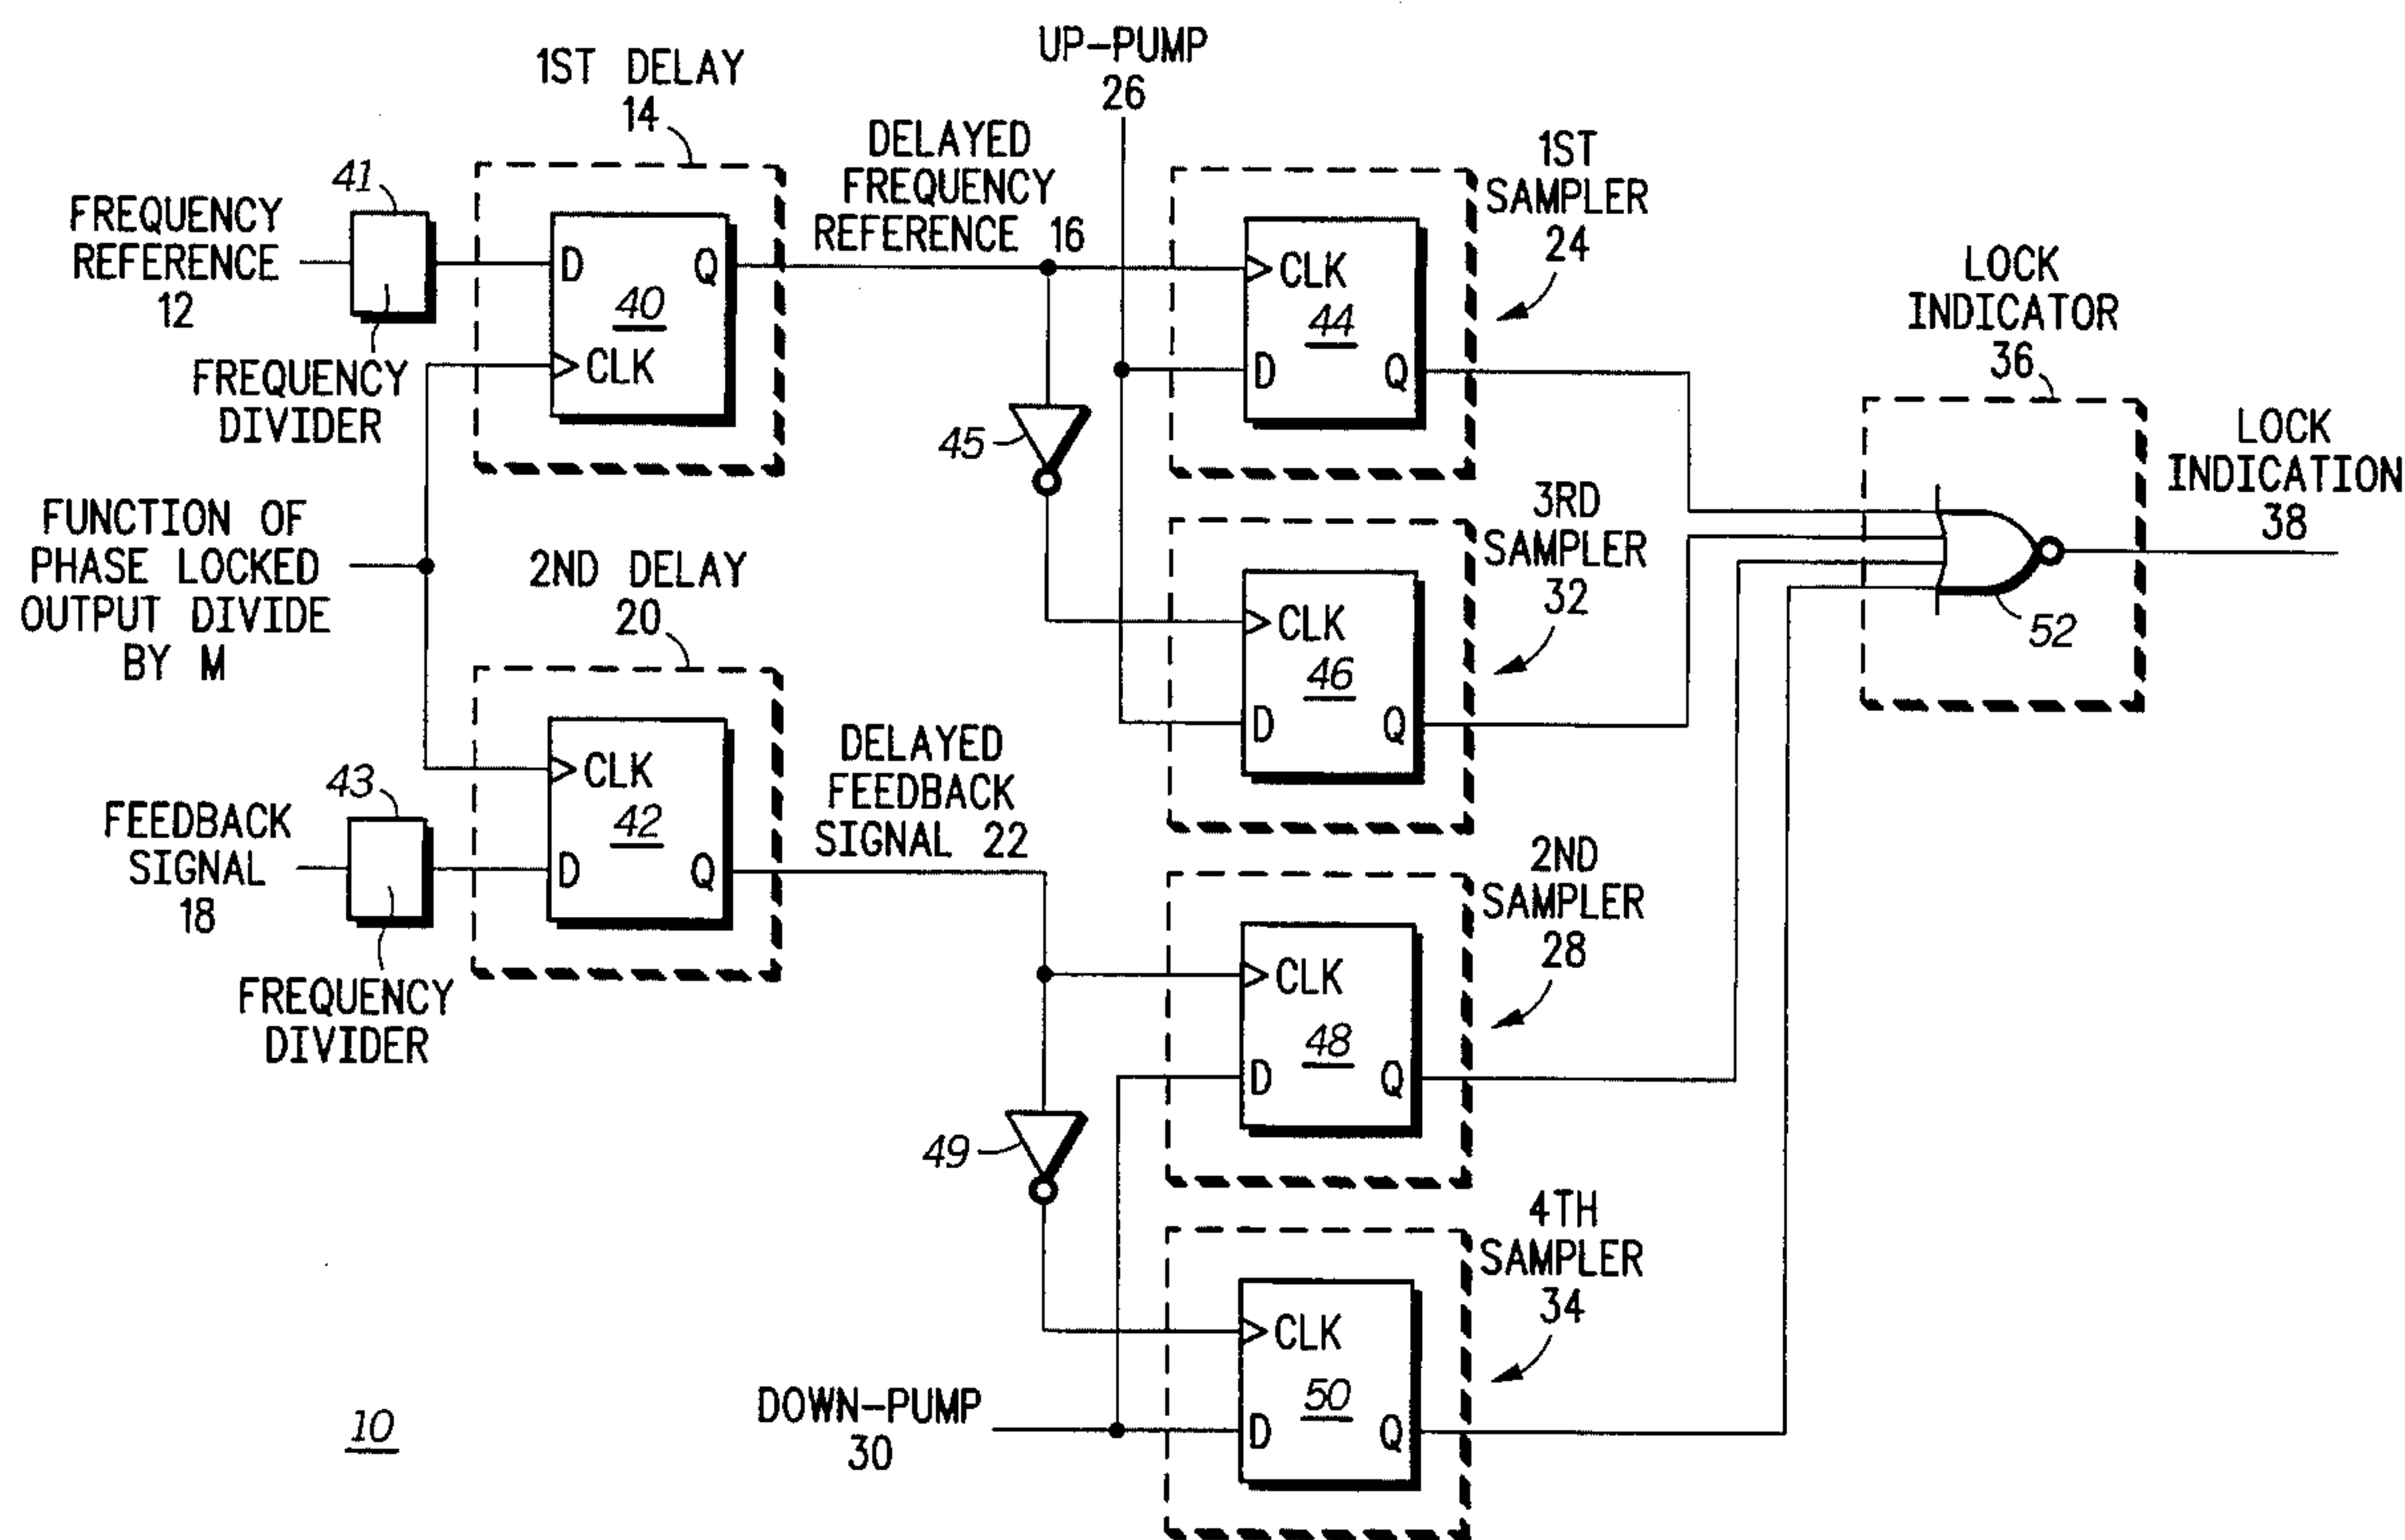 UP-PUMP
26
1ST DELAY
14
DELAYED
FREQUENCY
REFERENCE 16
1ST
SAMPLER
24
41
FREQUENCY
REFERENCE
12
FREQUENCY
DIVIDER
D
Q
40
CLK
CLK
44
D
Q
LOCK
INDICATOR
36
45
LOCK
INDICATION
38
52
FUNCTION OF
PHASE LOCKED
OUTPUT DIVIDE
BY M
2ND DELAY
20
3RD
SAMPLER
32
CLK
46
D
Q
43
FEEDBACK
SIGNAL
18
FREQUENCY
DIVIDER
CLK
42
D
Q
DELAYED
FEEDBACK
SIGNAL 22
2ND
SAMPLER
28
CLK
48
D
Q
49
4TH
SAMPLER
34
CLK
50
D
Q
DOWN-PUMP
30
10